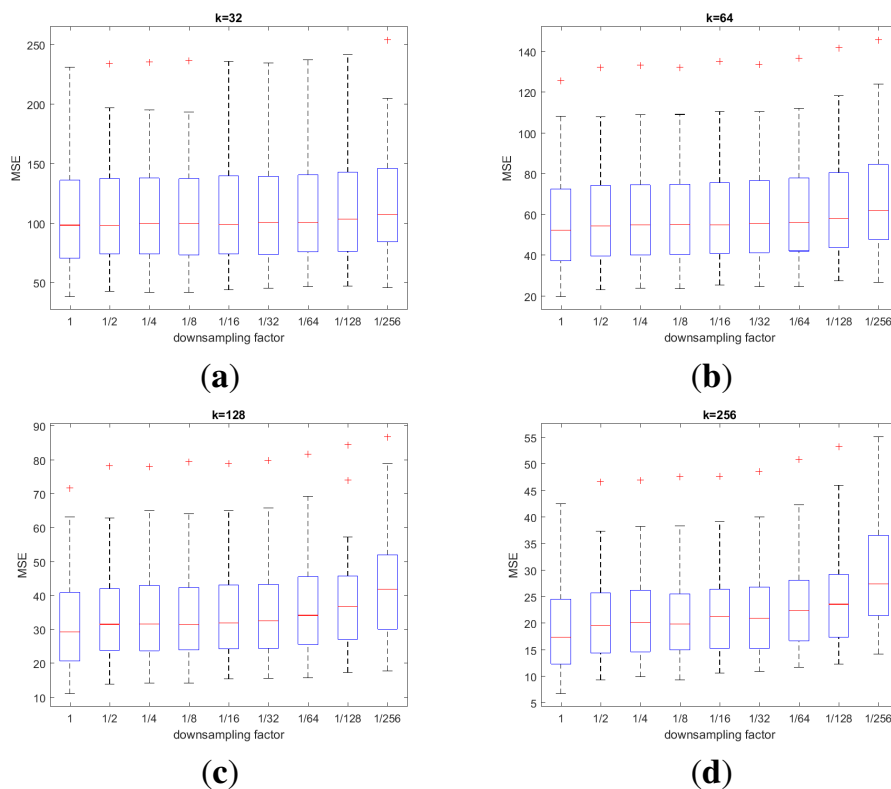 k=32
250
200
150
100
50
MSE
1 1/2 1/4 1/8 1/16 1/32 1/64 1/128 1/256
downsampling factor
(a)
k=64
140
120
100
80
60
40
20
MSE
1 1/2 1/4 1/8 1/16 1/32 1/64 1/128 1/256
downsampling factor
(b)
k=128
90
80
70
60
50
40
30
20
10
MSE
1 1/2 1/4 1/8 1/16 1/32 1/64 1/128 1/256
downsampling factor
(c)
k=256
55
50
45
40
35
30
25
20
15
10
5
MSE
1 1/2 1/4 1/8 1/16 1/32 1/64 1/128 1/256
downsampling factor
(d)